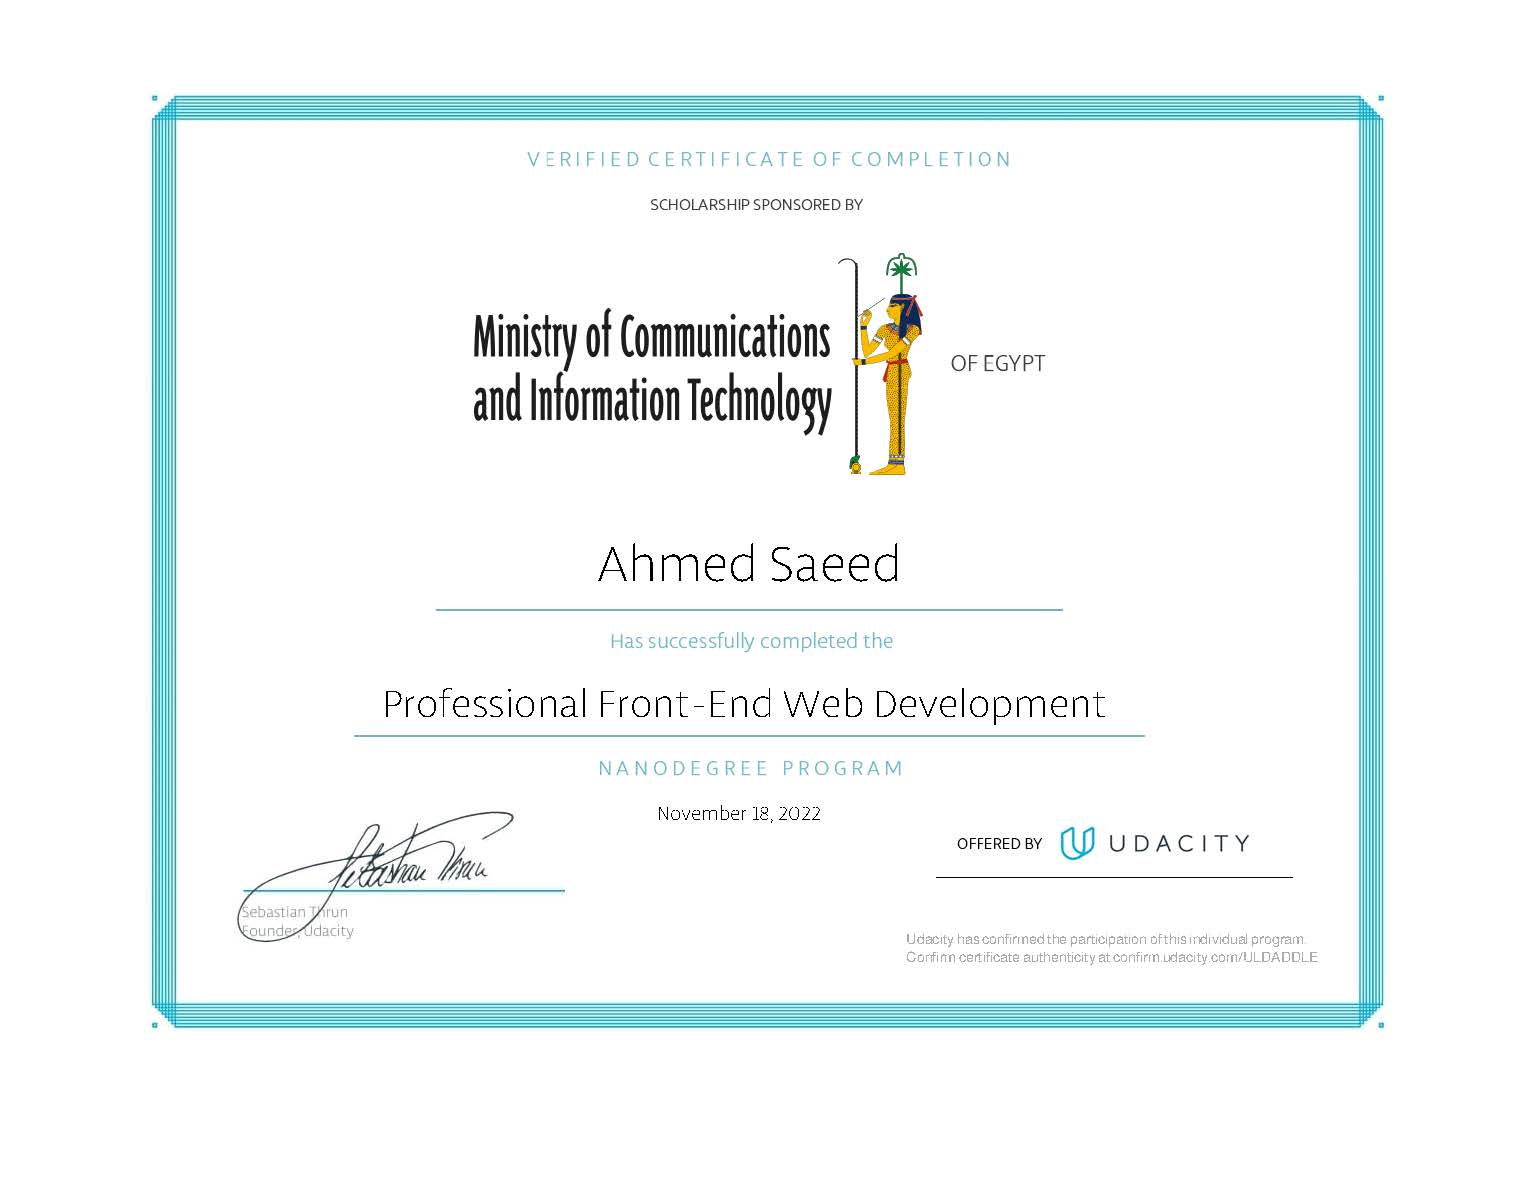 VERIFIED CERTIFICATE OF COMPLETION
SCHOLARSHIP SPONSORED BY
Ministry of Communications
and Information Technology
OF EGYPT
Ahmed Saeed
Has successfully completed the
Professional Front-End Web Development
NANODEGREE PROGRAM
November 18, 2022
OFFERED BY UDACITY
Sebastian Thrun
Sebastian Thrun
Founder, Udacity
Udacity has confirmed the participation of this individual program.
Confirm certificate authenticity at confirm.udacity.com/ULDADDLE